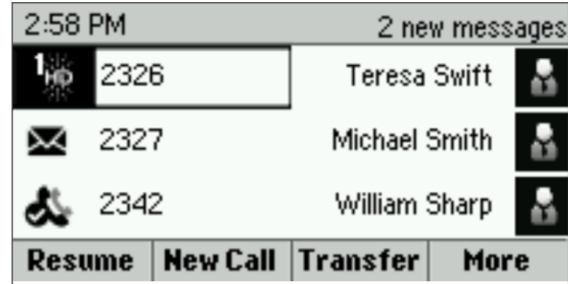 2:58 PM 2 new messages
1 HD 2326 Teresa Swift
2327 Michael Smith
2342 William Sharp
Resume New Call Transfer More